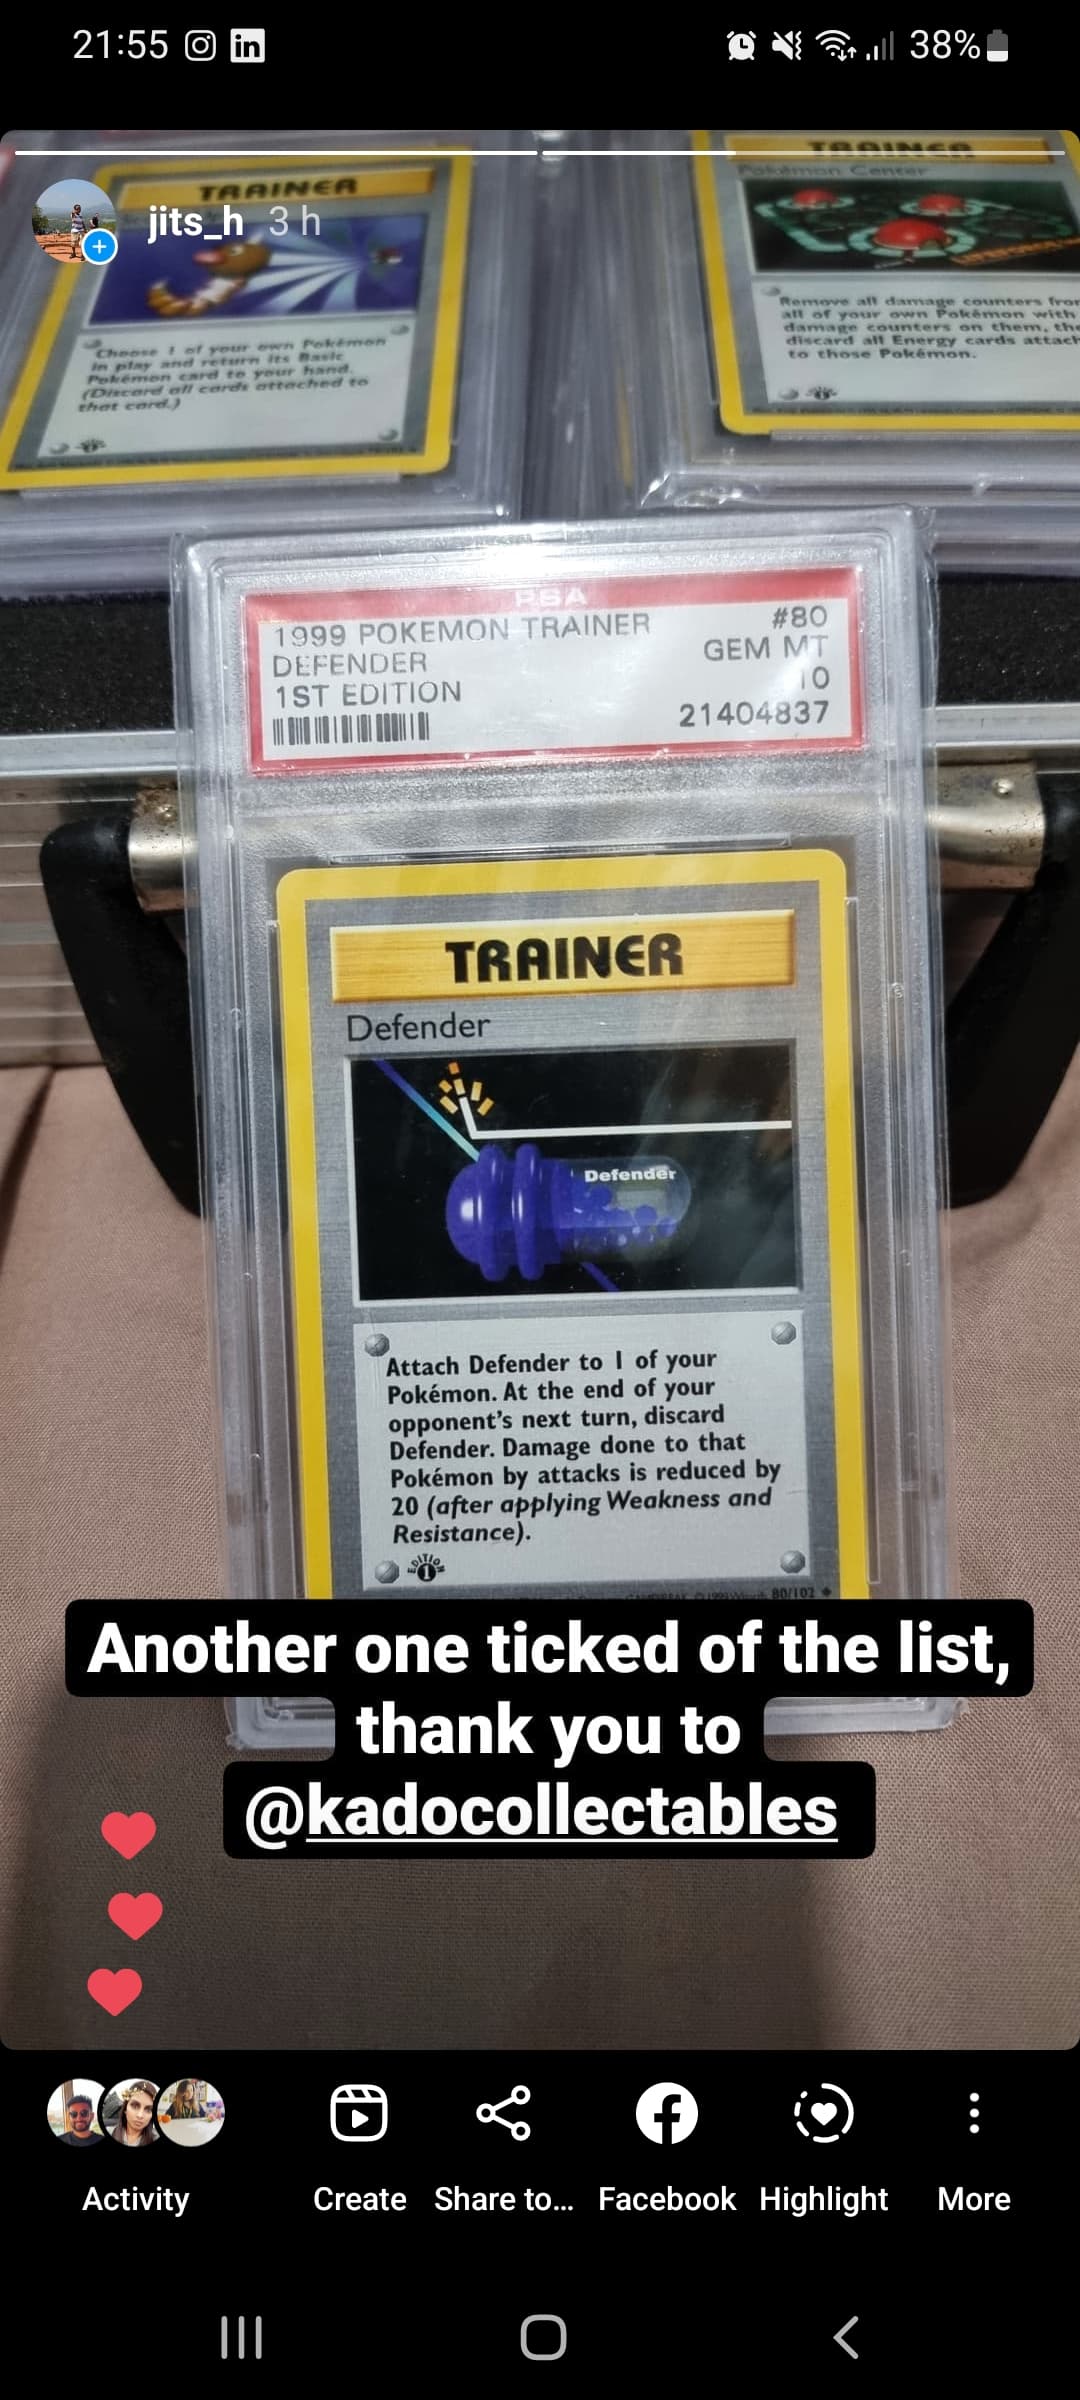 21:55
38%
jits_h 3 h
TRAINER
Choose 1 of your own Pokémon
in play and return its Basic
Pokémon card to your hand.
(Discard all cards attached to
that card.)
TRAINER
Pokémon Center
Remove all damage counters from
all of your own Pokémon with
damage counters on them, the
discard all Energy cards attach
to those Pokémon.
PSA
1999 POKEMON TRAINER #80
DEFENDER GEM MT
1ST EDITION 10
21404837
TRAINER
Defender
Defender
Attach Defender to 1 of your
Pokémon. At the end of your
opponent's next turn, discard
Defender. Damage done to that
Pokémon by attacks is reduced by
20 (after applying Weakness and
Resistance).
EDITION
1
80/102
Another one ticked of the list,
thank you to
@kadocollectables
Activity Create Share to... Facebook Highlight More